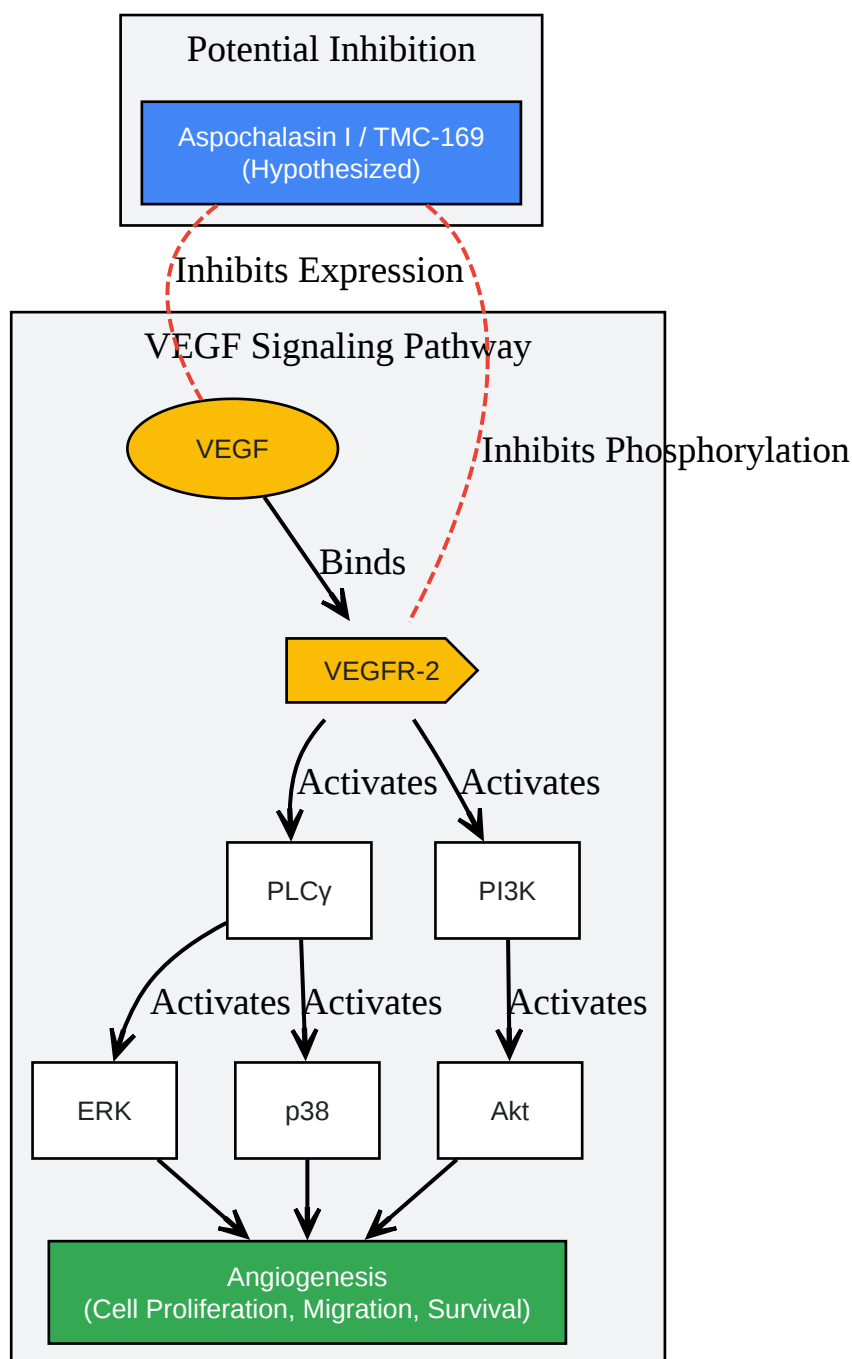 Potential Inhibition
Aspochalasin I / TMC-169
(Hypothesized)
Inhibits Expression
VEGF Signaling Pathway
VEGF
Inhibits Phosphorylation
Binds
VEGFR-2
Activates
Activates
PLCγ
PI3K
Activates
Activates
Activates
ERK
p38
Akt
Angiogenesis
(Cell Proliferation, Migration, Survival)